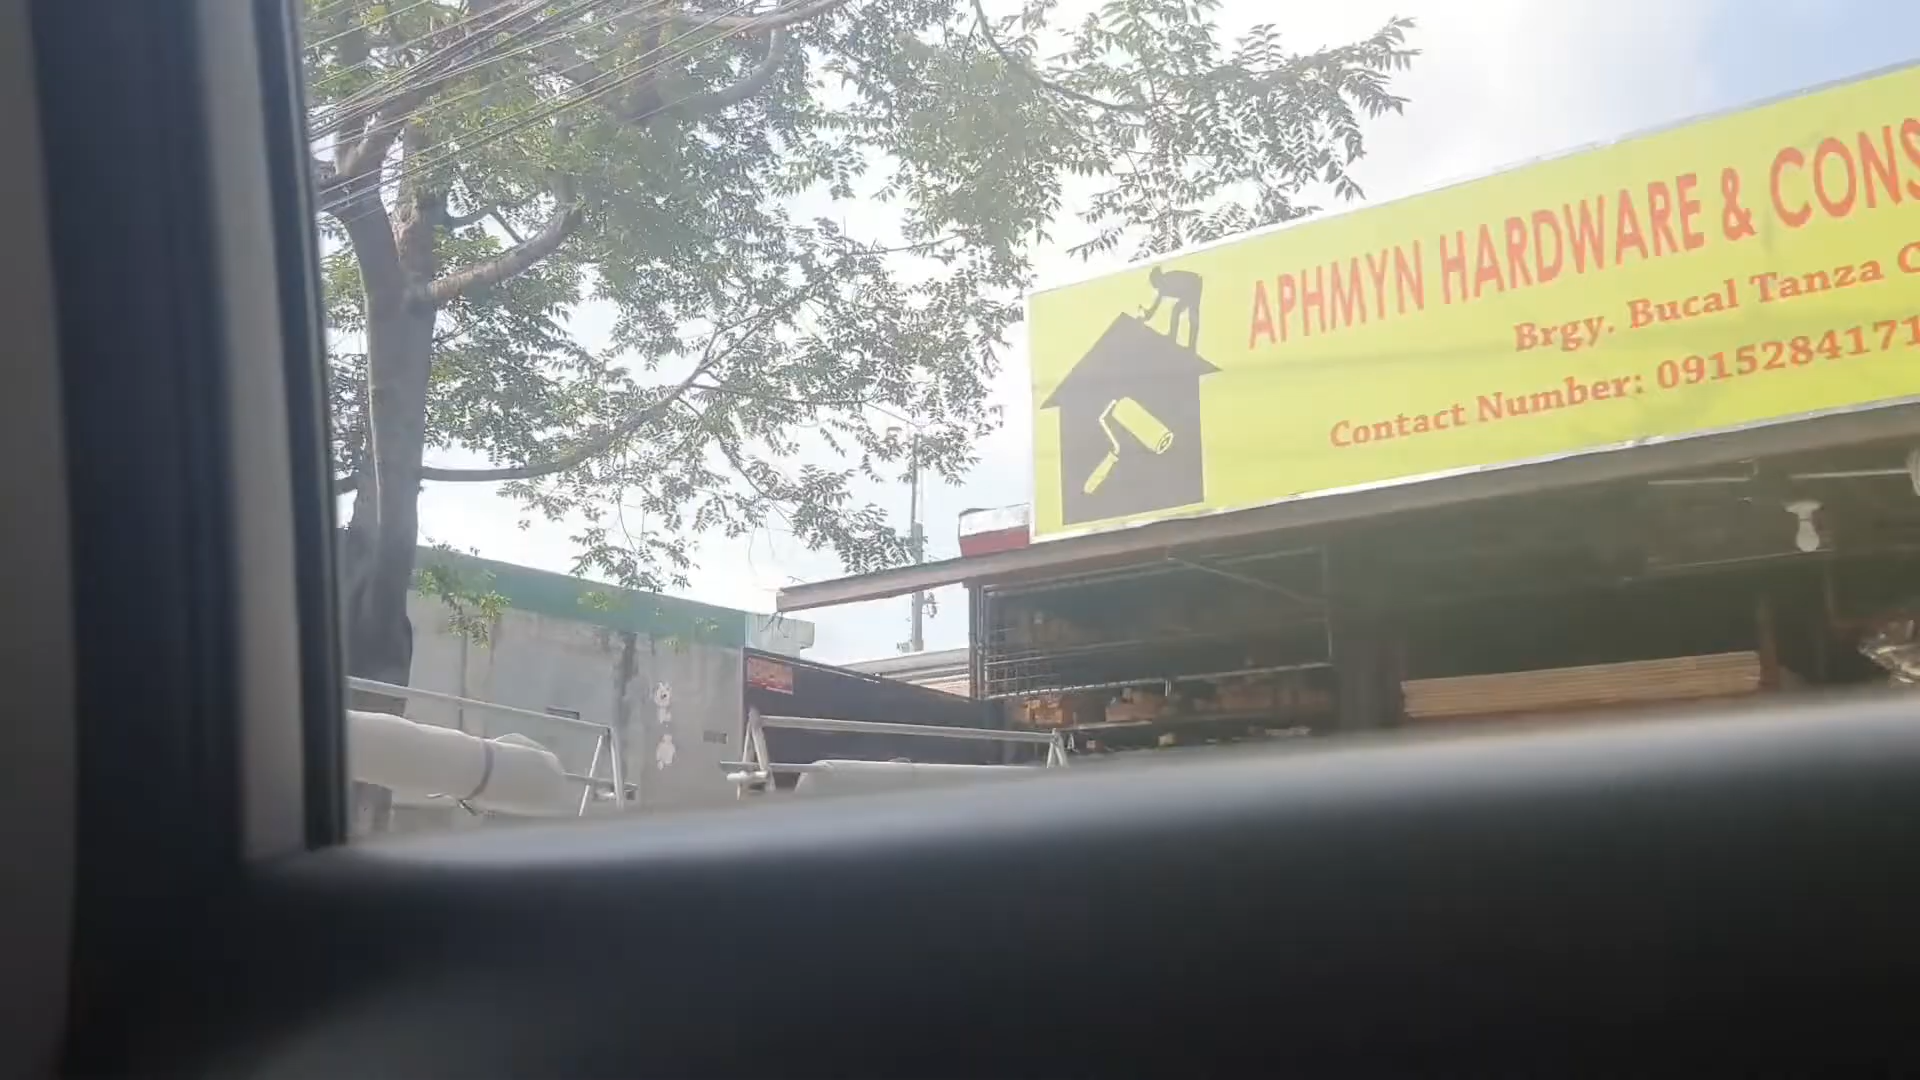 APHMYN HARDWARE & CONS
Brgy. Bucal Tanza C
Contact Number: 0915284171